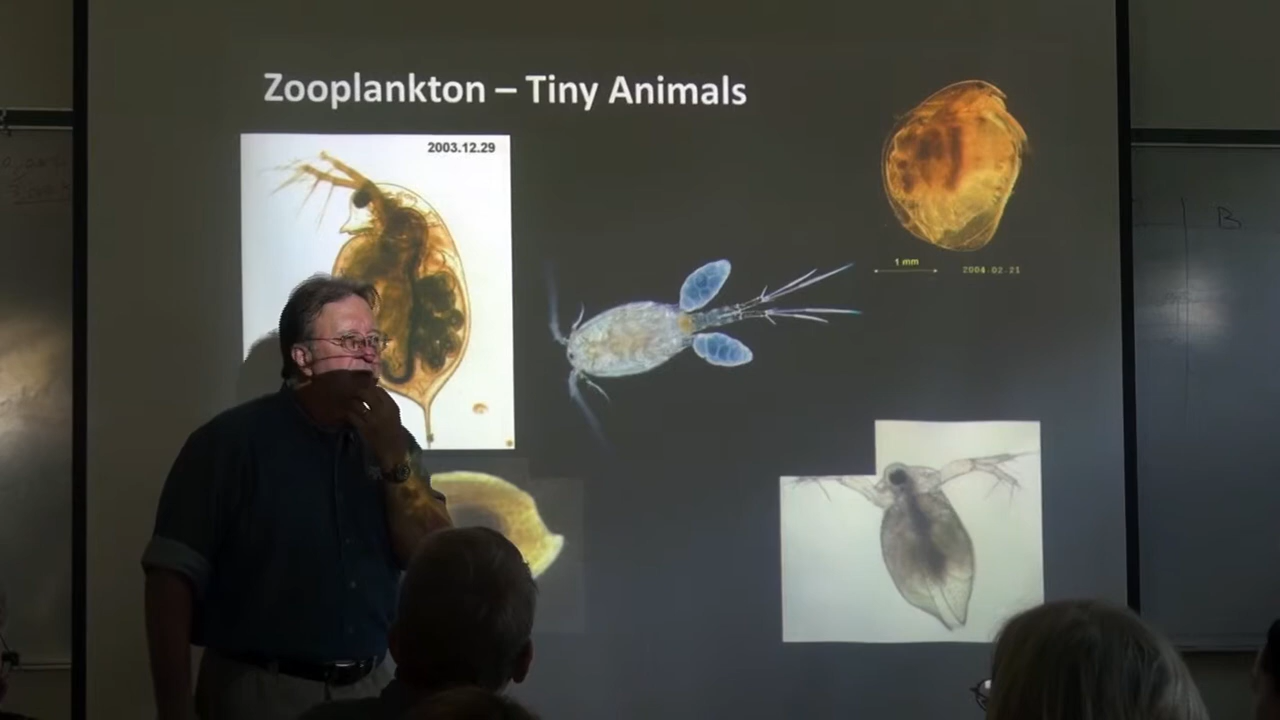 Zooplankton – Tiny Animals
2003.12.29
1 mm
2004.02.21
B